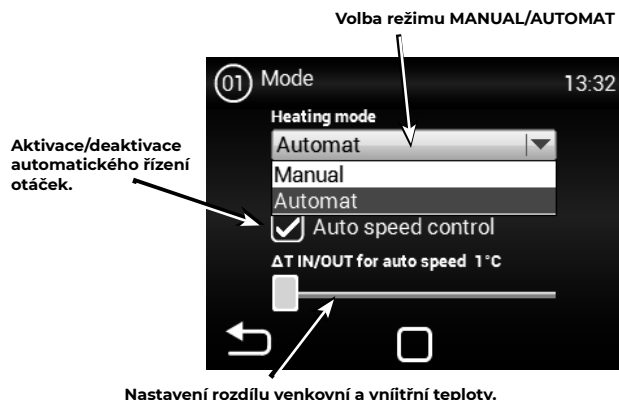 Volba režimu MANUAL/AUTOMAT
01 Mode 13:32
Heating mode
Automat
Manual
Automat
Aktivace/deaktivace
automatického řízení
otáček.
Auto speed control
ΔT IN/OUT for auto speed 1°C
Nastavení rozdílu venkovní a vníitřní teploty.